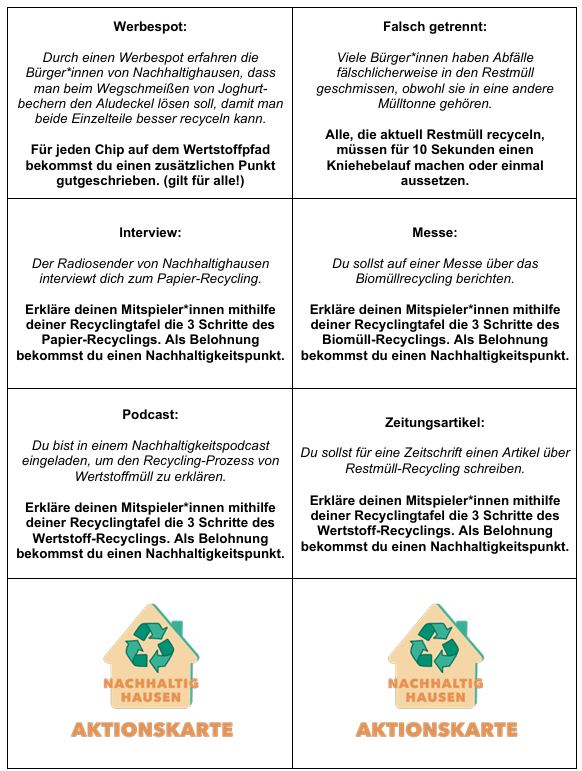 Werbespot:
Durch einen Werbespot erfahren die
Bürger*innen von Nachhaltighausen, dass
man beim Wegschmeißen von Joghurt-
bechern den Aludeckel lösen soll, damit man
beide Einzelteile besser recyceln kann.
Für jeden Chip auf dem Wertstoffpfad
bekommst du einen zusätzlichen Punkt
gutgeschrieben. (gilt für alle!)
Falsch getrennt:
Viele Bürger*innen haben Abfälle
fälschlicherweise in den Restmüll
geschmissen, obwohl sie in eine andere
Mülltonne gehören.
Alle, die aktuell Restmüll recyceln,
müssen für 10 Sekunden einen
Kniehebelauf machen oder einmal
aussetzen.
Interview:
Der Radiosender von Nachhaltighausen
interviewt dich zum Papier-Recycling.
Erkläre deinen Mitspieler*innen mithilfe
deiner Recyclingtafel die 3 Schritte des
Papier-Recyclings. Als Belohnung
bekommst du einen Nachhaltigkeitspunkt.
Messe:
Du sollst auf einer Messe über das
Biomüllrecycling berichten.
Erkläre deinen Mitspieler*innen mithilfe
deiner Recyclingtafel die 3 Schritte des
Biomüll-Recyclings. Als Belohnung
bekommst du einen Nachhaltigkeitspunkt.
Podcast:
Du bist in einem Nachhaltigkeitspodcast
eingeladen, um den Recycling-Prozess von
Wertstoffmüll zu erklären.
Erkläre deinen Mitspieler*innen mithilfe
deiner Recyclingtafel die 3 Schritte des
Wertstoff-Recyclings. Als Belohnung
bekommst du einen Nachhaltigkeitspunkt.
Zeitungsartikel:
Du sollst für eine Zeitschrift einen Artikel über
Restmüll-Recycling schreiben.
Erkläre deinen Mitspieler*innen mithilfe
deiner Recyclingtafel die 3 Schritte des
Wertstoff-Recyclings. Als Belohnung
bekommst du einen Nachhaltigkeitspunkt.
NACHHALTIG
HAUSEN
AKTIONSKARTE
NACHHALTIG
HAUSEN
AKTIONSKARTE